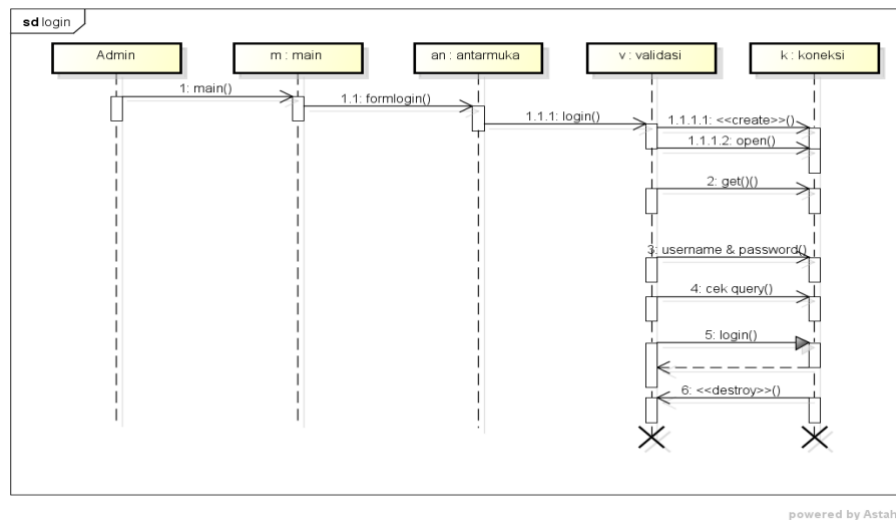 sd login
Admin
m : main
an : antarmuka
v : validasi
k : koneksi
1: main()
1.1: formlogin()
1.1.1: login()
1.1.1.1: <<create>>()
1.1.1.2: open()
2: get()()
3: username & password()
4: cek query()
5: login()
6: <<destroy>>()
powered by Astah